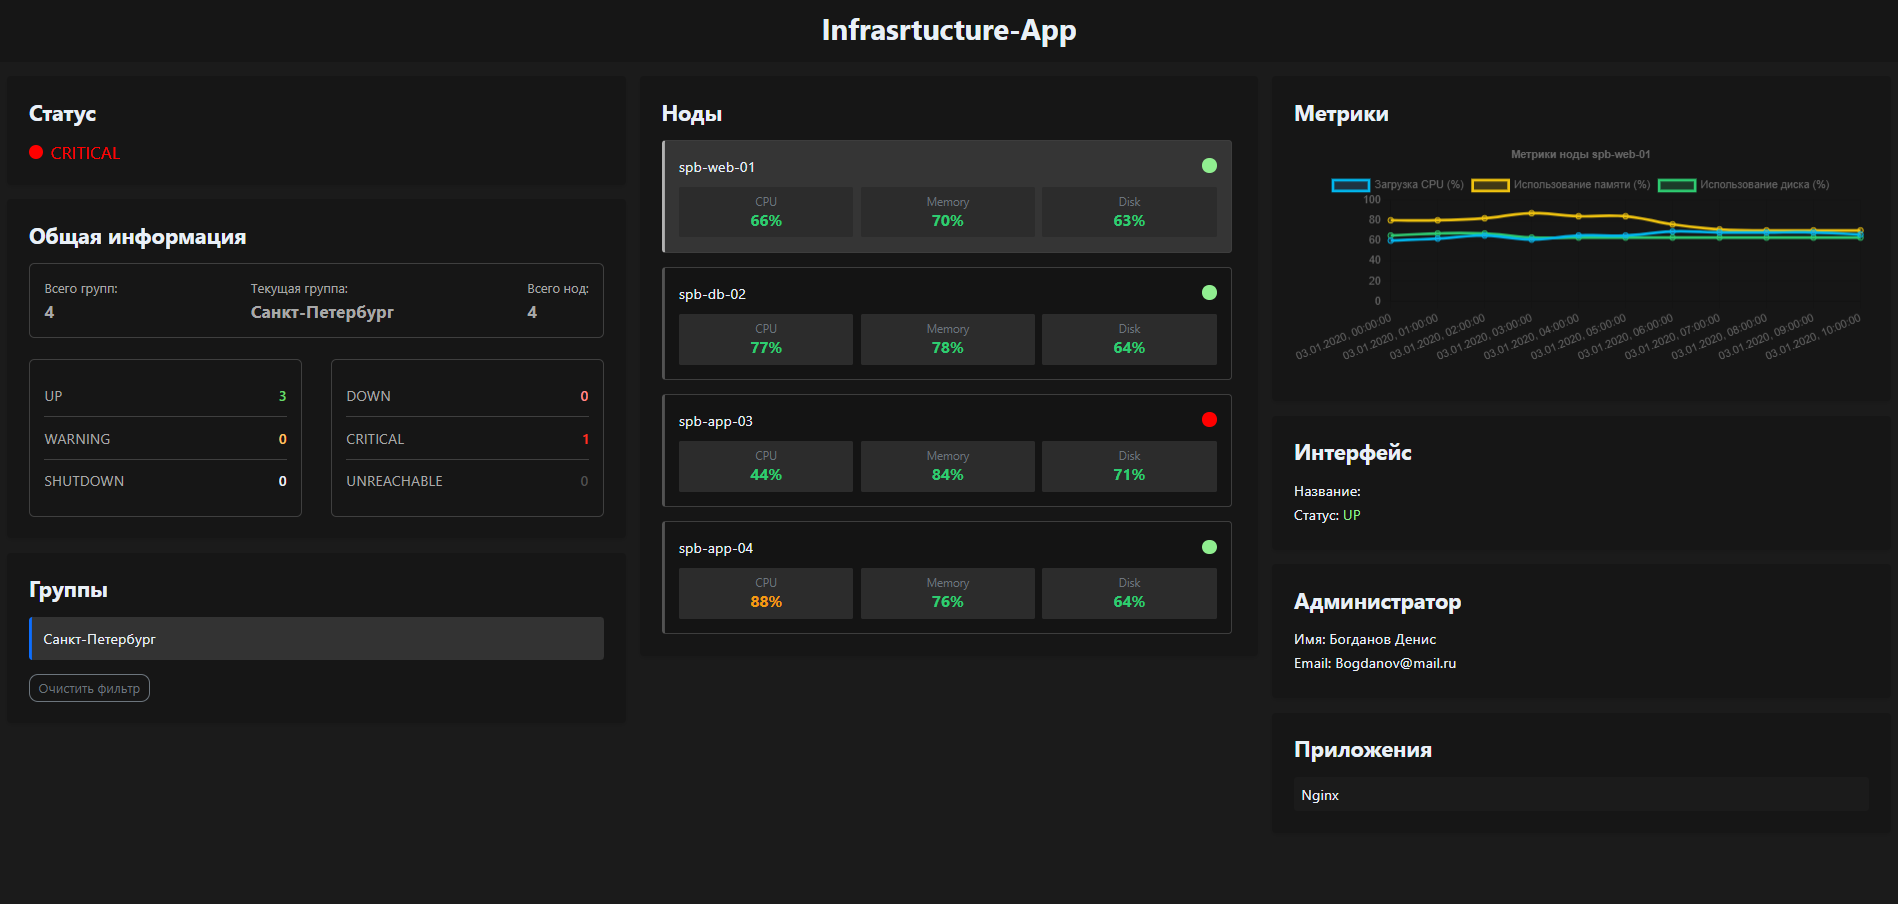 Infrasrtucture-App
Статус
CRITICAL
Общая информация
Всего групп: Текущая группа: Всего нод:
4 Санкт-Петербург 4
UP 3
WARNING 0
SHUTDOWN 0
DOWN 0
CRITICAL 1
UNREACHABLE 0
Группы
Санкт-Петербург
Очистить фильтр
Ноды
spb-web-01
CPU Memory Disk
66% 70% 63%
spb-db-02
CPU Memory Disk
77% 78% 64%
spb-app-03
CPU Memory Disk
44% 84% 71%
spb-app-04
CPU Memory Disk
88% 76% 64%
Метрики
Метрики ноды spb-web-01
Загрузка CPU (%) Использование памяти (%) Использование диска (%)
100
80
60
40
20
0
03.01.2020, 00:00:00 03.01.2020, 01:00:00 03.01.2020, 02:00:00 03.01.2020, 03:00:00 03.01.2020, 04:00:00 03.01.2020, 05:00:00 03.01.2020, 06:00:00 03.01.2020, 07:00:00 03.01.2020, 08:00:00 03.01.2020, 09:00:00 03.01.2020, 10:00:00
Интерфейс
Название:
Статус: UP
Администратор
Имя: Богданов Денис
Email: Bogdanov@mail.ru
Приложения
Nginx